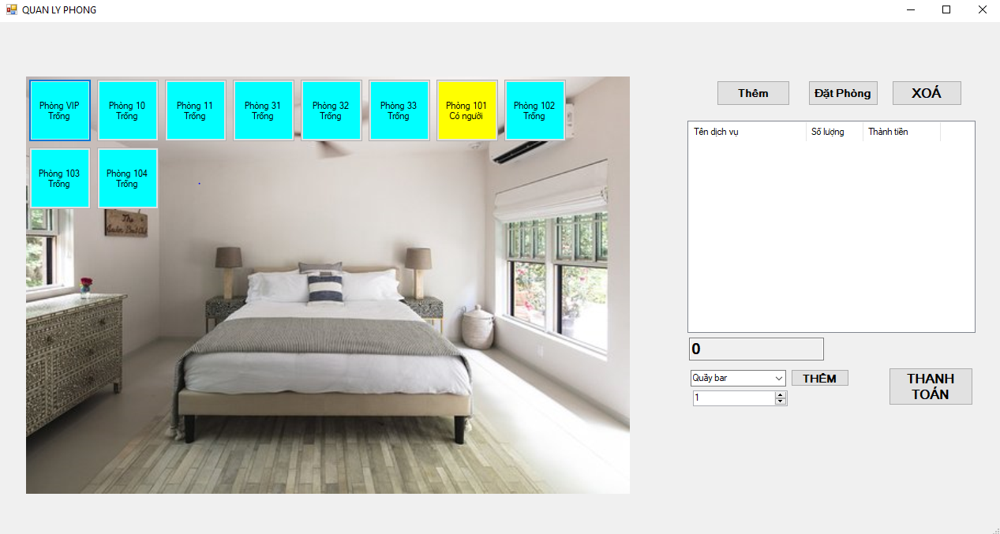 QUAN LY PHONG
Phòng VIP
Trống
Phòng 10
Trống
Phòng 11
Trống
Phòng 31
Trống
Phòng 32
Trống
Phòng 33
Trống
Phòng 101
Có người
Phòng 102
Trống
Phòng 103
Trống
Phòng 104
Trống
The
Thêm
Đặt Phòng
XOÁ
Tên dịch vụ
Số lượng
Thành tiền
0
Quầy bar
THÊM
1
THANH
TOÁN